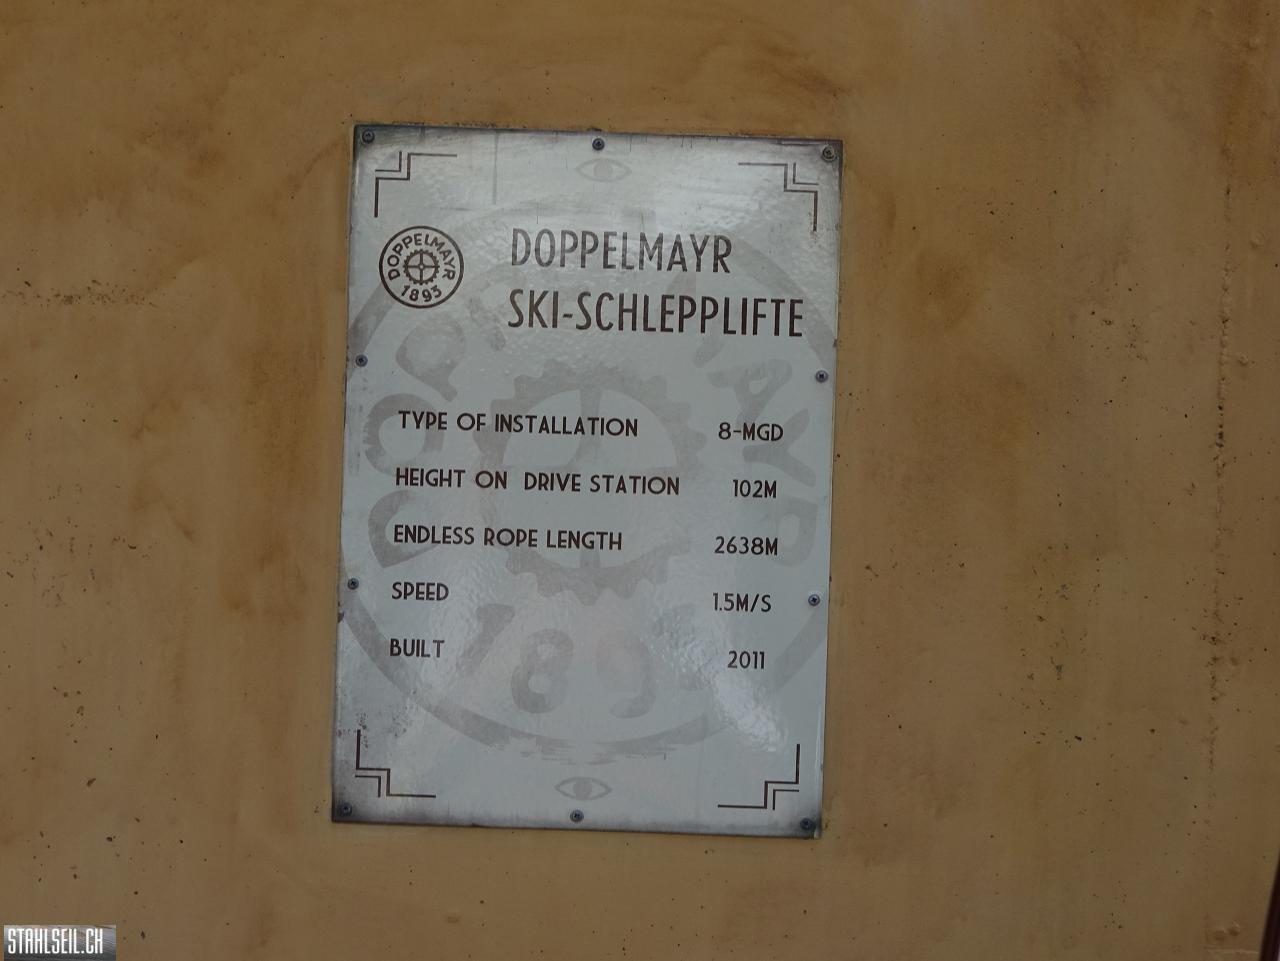 DOPPELMAYR
1893
DOPPELMAYR
SKI-SCHLEPPLIFTE
TYPE OF INSTALLATION 8-MGD
HEIGHT ON DRIVE STATION 102M
ENDLESS ROPE LENGTH 2638M
SPEED 1.5M/S
BUILT 2011
STAHLSEIL.CH